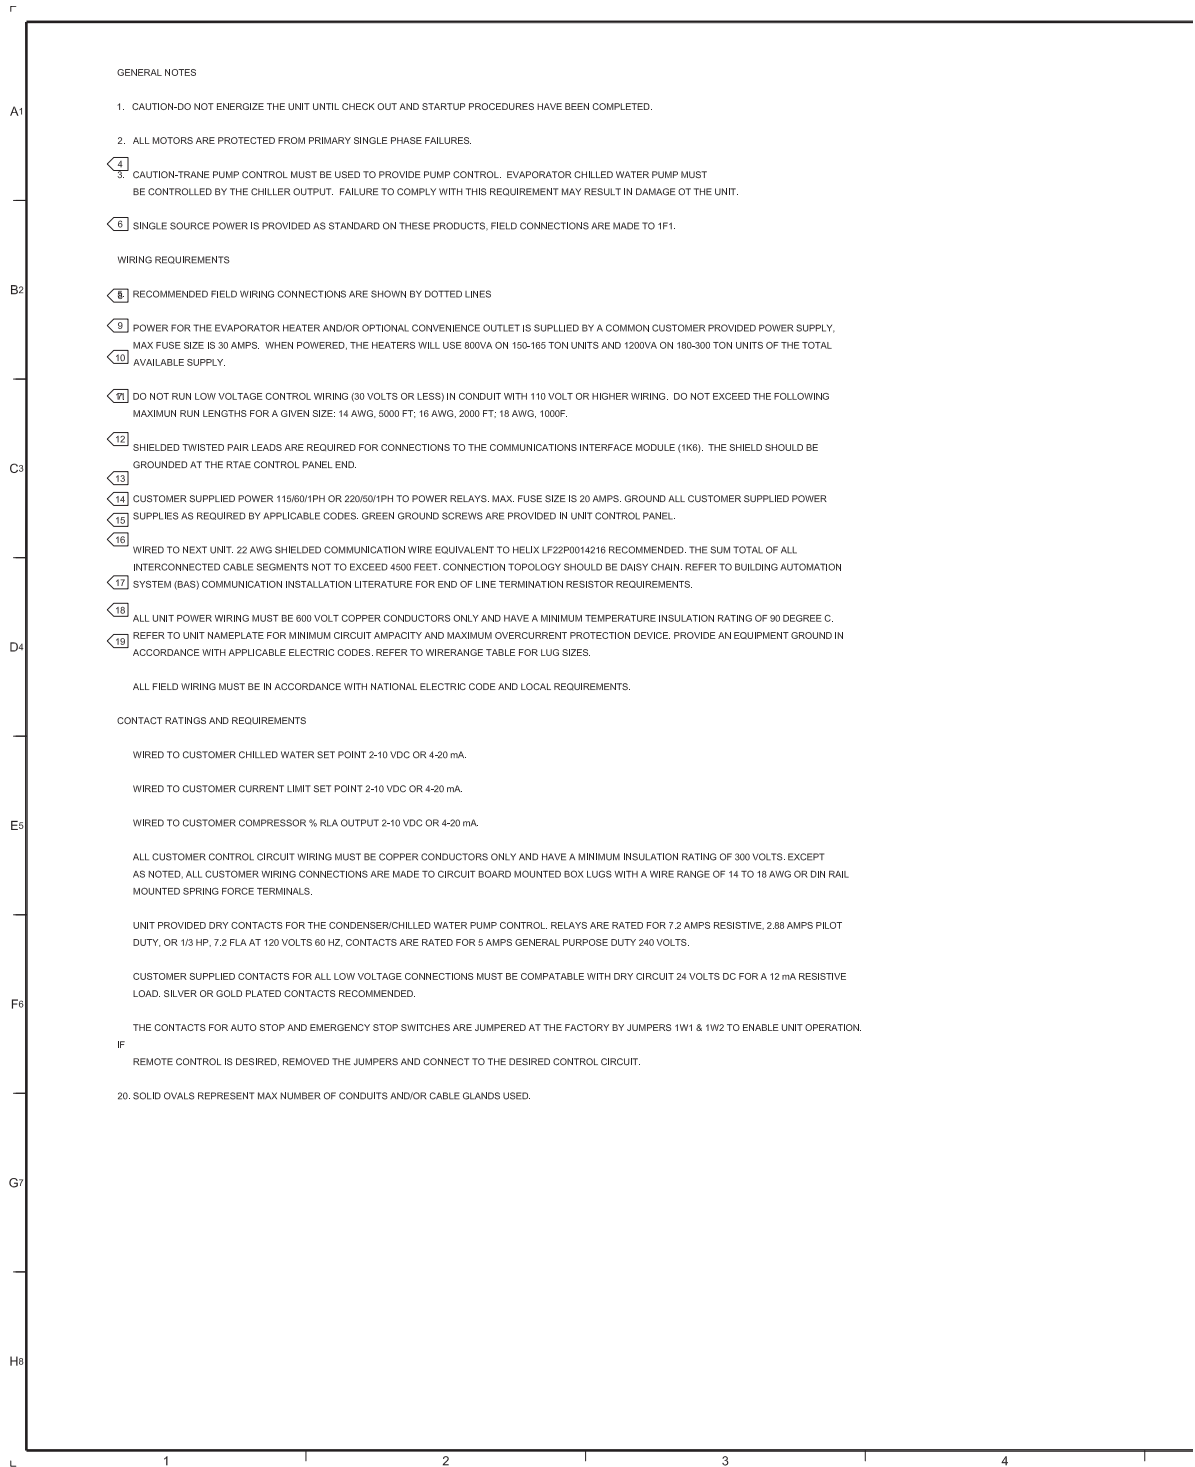 GENERAL NOTES
1. CAUTION-DO NOT ENERGIZE THE UNIT UNTIL CHECK OUT AND STARTUP PROCEDURES HAVE BEEN COMPLETED.
A1
2. ALL MOTORS ARE PROTECTED FROM PRIMARY SINGLE PHASE FAILURES.
4
3. CAUTION-TRANE PUMP CONTROL MUST BE USED TO PROVIDE PUMP CONTROL. EVAPORATOR CHILLED WATER PUMP MUST
BE CONTROLLED BY THE CHILLER OUTPUT. FAILURE TO COMPLY WITH THIS REQUIREMENT MAY RESULT IN DAMAGE OT THE UNIT.
6 SINGLE SOURCE POWER IS PROVIDED AS STANDARD ON THESE PRODUCTS, FIELD CONNECTIONS ARE MADE TO 1F1.
WIRING REQUIREMENTS
B2
RECOMMENDED FIELD WIRING CONNECTIONS ARE SHOWN BY DOTTED LINES
9 POWER FOR THE EVAPORATOR HEATER AND/OR OPTIONAL CONVENIENCE OUTLET IS SUPLLIED BY A COMMON CUSTOMER PROVIDED POWER SUPPLY,
MAX FUSE SIZE IS 30 AMPS. WHEN POWERED, THE HEATERS WILL USE 800VA ON 150-165 TON UNITS AND 1200VA ON 180-300 TON UNITS OF THE TOTAL
10
AVAILABLE SUPPLY.
DO NOT RUN LOW VOLTAGE CONTROL WIRING (30 VOLTS OR LESS) IN CONDUIT WITH 110 VOLT OR HIGHER WIRING. DO NOT EXCEED THE FOLLOWING
MAXIMUN RUN LENGTHS FOR A GIVEN SIZE: 14 AWG, 5000 FT; 16 AWG, 2000 FT; 18 AWG, 1000F.
12
SHIELDED TWISTED PAIR LEADS ARE REQUIRED FOR CONNECTIONS TO THE COMMUNICATIONS INTERFACE MODULE (1K6). THE SHIELD SHOULD BE
GROUNDED AT THE RTAE CONTROL PANEL END.
C3
13
14 CUSTOMER SUPPLIED POWER 115/60/1PH OR 220/50/1PH TO POWER RELAYS. MAX. FUSE SIZE IS 20 AMPS. GROUND ALL CUSTOMER SUPPLIED POWER
15 SUPPLIES AS REQUIRED BY APPLICABLE CODES. GREEN GROUND SCREWS ARE PROVIDED IN UNIT CONTROL PANEL.
16
WIRED TO NEXT UNIT. 22 AWG SHIELDED COMMUNICATION WIRE EQUIVALENT TO HELIX LF22P0014216 RECOMMENDED. THE SUM TOTAL OF ALL
INTERCONNECTED CABLE SEGMENTS NOT TO EXCEED 4500 FEET. CONNECTION TOPOLOGY SHOULD BE DAISY CHAIN. REFER TO BUILDING AUTOMATION
17 SYSTEM (BAS) COMMUNICATION INSTALLATION LITERATURE FOR END OF LINE TERMINATION RESISTOR REQUIREMENTS.
18
ALL UNIT POWER WIRING MUST BE 600 VOLT COPPER CONDUCTORS ONLY AND HAVE A MINIMUM TEMPERATURE INSULATION RATING OF 90 DEGREE C.
19 REFER TO UNIT NAMEPLATE FOR MINIMUM CIRCUIT AMPACITY AND MAXIMUM OVERCURRENT PROTECTION DEVICE. PROVIDE AN EQUIPMENT GROUND IN
D4
ACCORDANCE WITH APPLICABLE ELECTRIC CODES. REFER TO WIRERANGE TABLE FOR LUG SIZES.
ALL FIELD WIRING MUST BE IN ACCORDANCE WITH NATIONAL ELECTRIC CODE AND LOCAL REQUIREMENTS.
CONTACT RATINGS AND REQUIREMENTS
WIRED TO CUSTOMER CHILLED WATER SET POINT 2-10 VDC OR 4-20 mA.
WIRED TO CUSTOMER CURRENT LIMIT SET POINT 2-10 VDC OR 4-20 mA.
E5
WIRED TO CUSTOMER COMPRESSOR % RLA OUTPUT 2-10 VDC OR 4-20 mA.
ALL CUSTOMER CONTROL CIRCUIT WIRING MUST BE COPPER CONDUCTORS ONLY AND HAVE A MINIMUM INSULATION RATING OF 300 VOLTS. EXCEPT
AS NOTED, ALL CUSTOMER WIRING CONNECTIONS ARE MADE TO CIRCUIT BOARD MOUNTED BOX LUGS WITH A WIRE RANGE OF 14 TO 18 AWG OR DIN RAIL
MOUNTED SPRING FORCE TERMINALS.
UNIT PROVIDED DRY CONTACTS FOR THE CONDENSER/CHILLED WATER PUMP CONTROL. RELAYS ARE RATED FOR 7.2 AMPS RESISTIVE, 2.88 AMPS PILOT
DUTY, OR 1/3 HP, 7.2 FLA AT 120 VOLTS 60 HZ, CONTACTS ARE RATED FOR 5 AMPS GENERAL PURPOSE DUTY 240 VOLTS.
CUSTOMER SUPPLIED CONTACTS FOR ALL LOW VOLTAGE CONNECTIONS MUST BE COMPATABLE WITH DRY CIRCUIT 24 VOLTS DC FOR A 12 mA RESISTIVE
LOAD. SILVER OR GOLD PLATED CONTACTS RECOMMENDED.
F6
THE CONTACTS FOR AUTO STOP AND EMERGENCY STOP SWITCHES ARE JUMPERED AT THE FACTORY BY JUMPERS 1W1 & 1W2 TO ENABLE UNIT OPERATION.
IF
REMOTE CONTROL IS DESIRED, REMOVED THE JUMPERS AND CONNECT TO THE DESIRED CONTROL CIRCUIT.
20. SOLID OVALS REPRESENT MAX NUMBER OF CONDUITS AND/OR CABLE GLANDS USED.
G7
H8
1 2 3 4